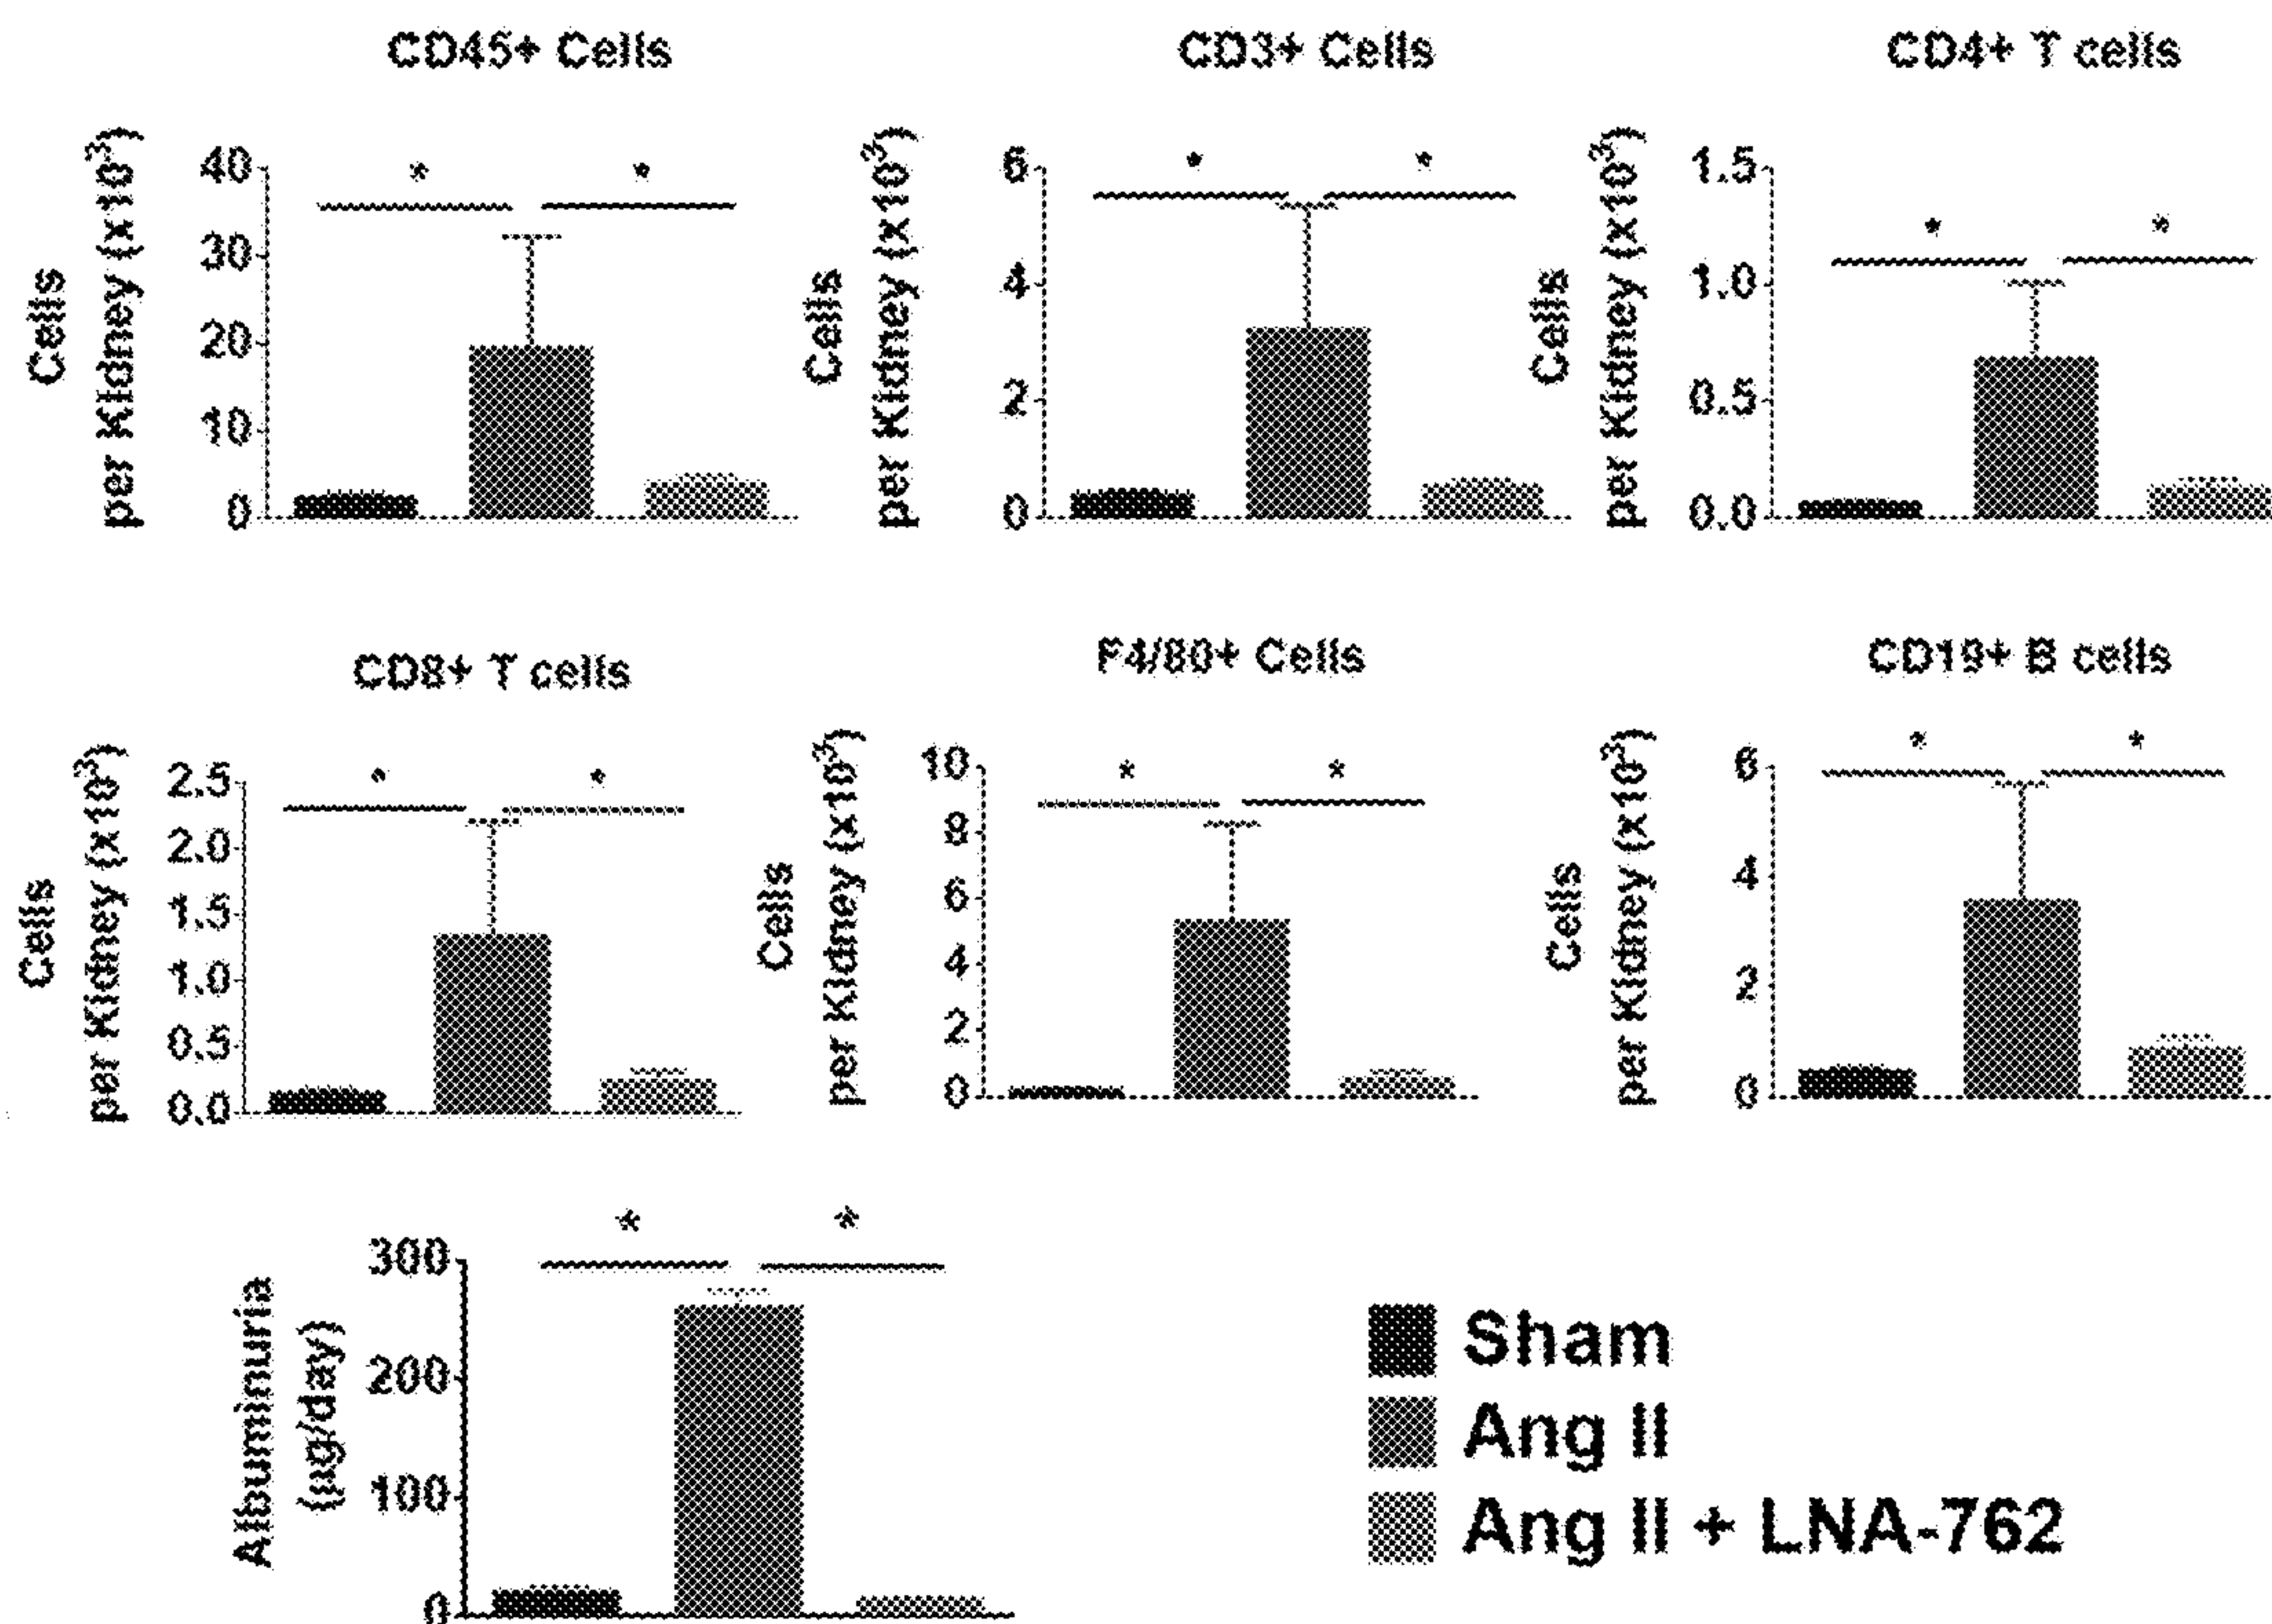 CD45+ Cells
Cells
per Kidney (x10³)
40
30
20
10
0
*
*
CD3+ Cells
Cells
per Kidney (x10³)
6
4
2
0
*
*
CD4+ T cells
Cells
per Kidney (x10³)
1.5
1.0
0.5
0.0
*
*
CD8+ T cells
Cells
per Kidney (x10³)
2.5
2.0
1.5
1.0
0.5
0.0
*
*
F4/80+ Cells
Cells
per Kidney (x10³)
10
8
6
4
2
0
*
*
CD19+ B cells
Cells
per Kidney (x10³)
6
4
2
0
*
*
Albuminuria
(µg/day)
300
200
100
0
*
*
Sham
Ang II
Ang II + LNA-762